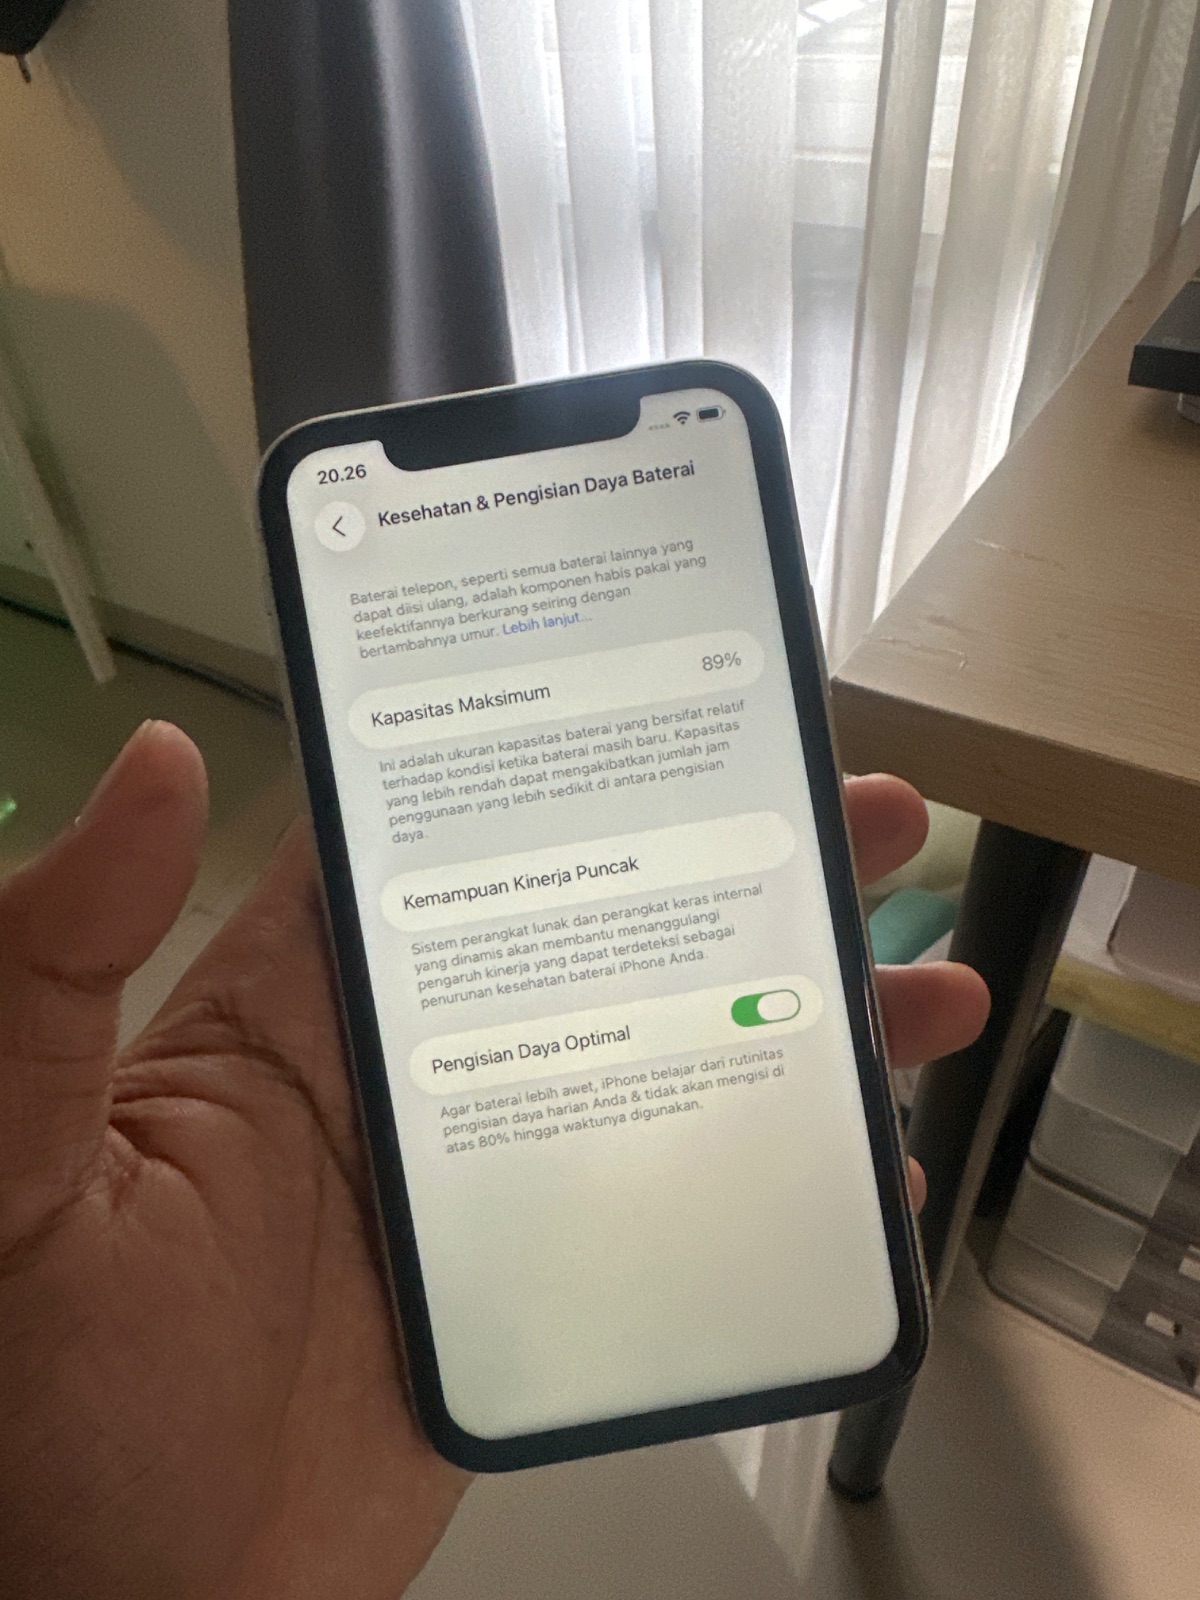 20.26
Kesehatan & Pengisian Daya Baterai
Baterai telepon, seperti semua baterai lainnya yang
dapat diisi ulang, adalah komponen habis pakai yang
keefektifannya berkurang seiring dengan
bertambahnya umur. Lebih lanjut...
Kapasitas Maksimum 89%
Ini adalah ukuran kapasitas baterai yang bersifat relatif
terhadap kondisi ketika baterai masih baru. Kapasitas
yang lebih rendah dapat mengakibatkan jumlah jam
penggunaan yang lebih sedikit di antara pengisian
daya.
Kemampuan Kinerja Puncak
Sistem perangkat lunak dan perangkat keras internal
yang dinamis akan membantu menanggulangi
pengaruh kinerja yang dapat terdeteksi sebagai
penurunan kesehatan baterai iPhone Anda.
Pengisian Daya Optimal
Agar baterai lebih awet, iPhone belajar dari rutinitas
pengisian daya harian Anda & tidak akan mengisi di
atas 80% hingga waktunya digunakan.